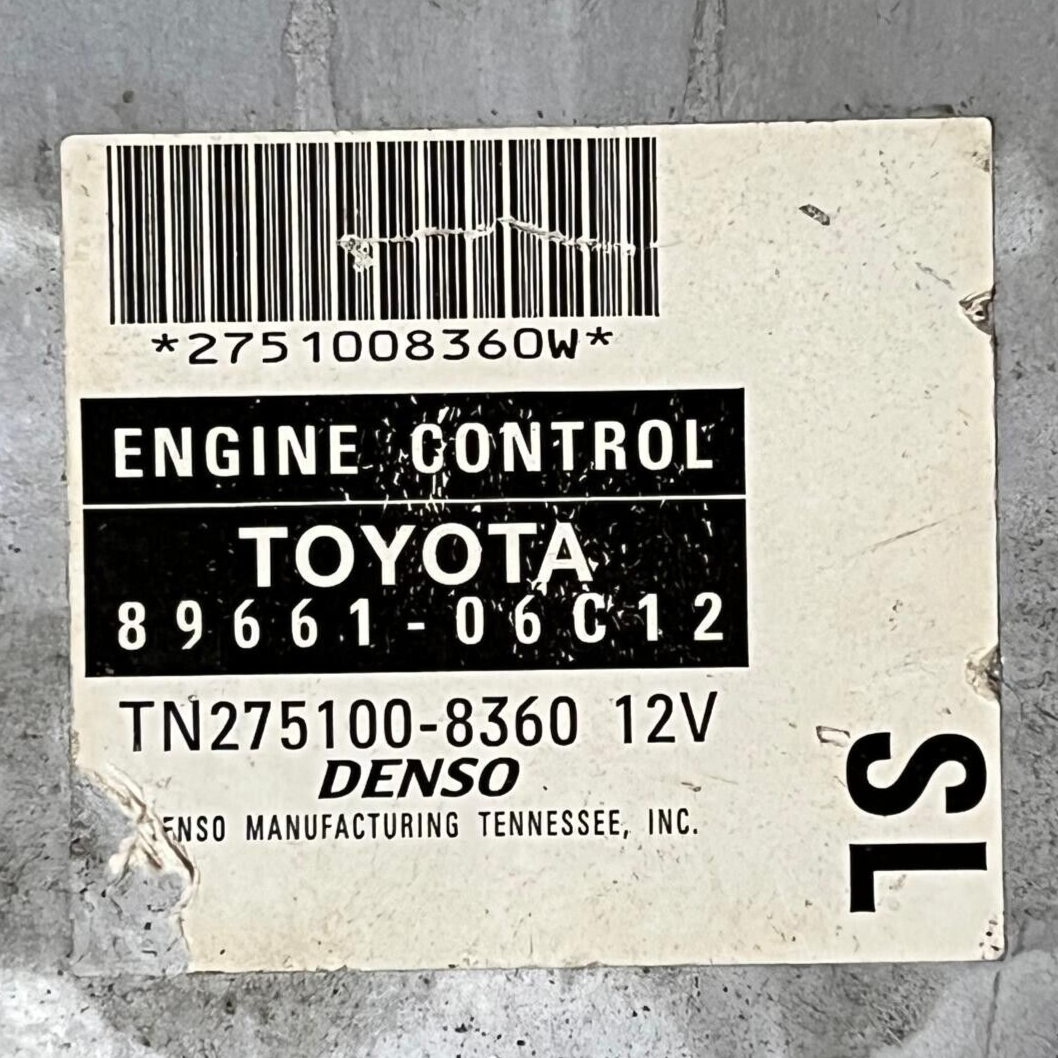 *2751008360W*
ENGINE CONTROL
TOYOTA
89661-06C12
TN275100-8360 12V
DENSO
ENSO MANUFACTURING TENNESSEE, INC.
SL